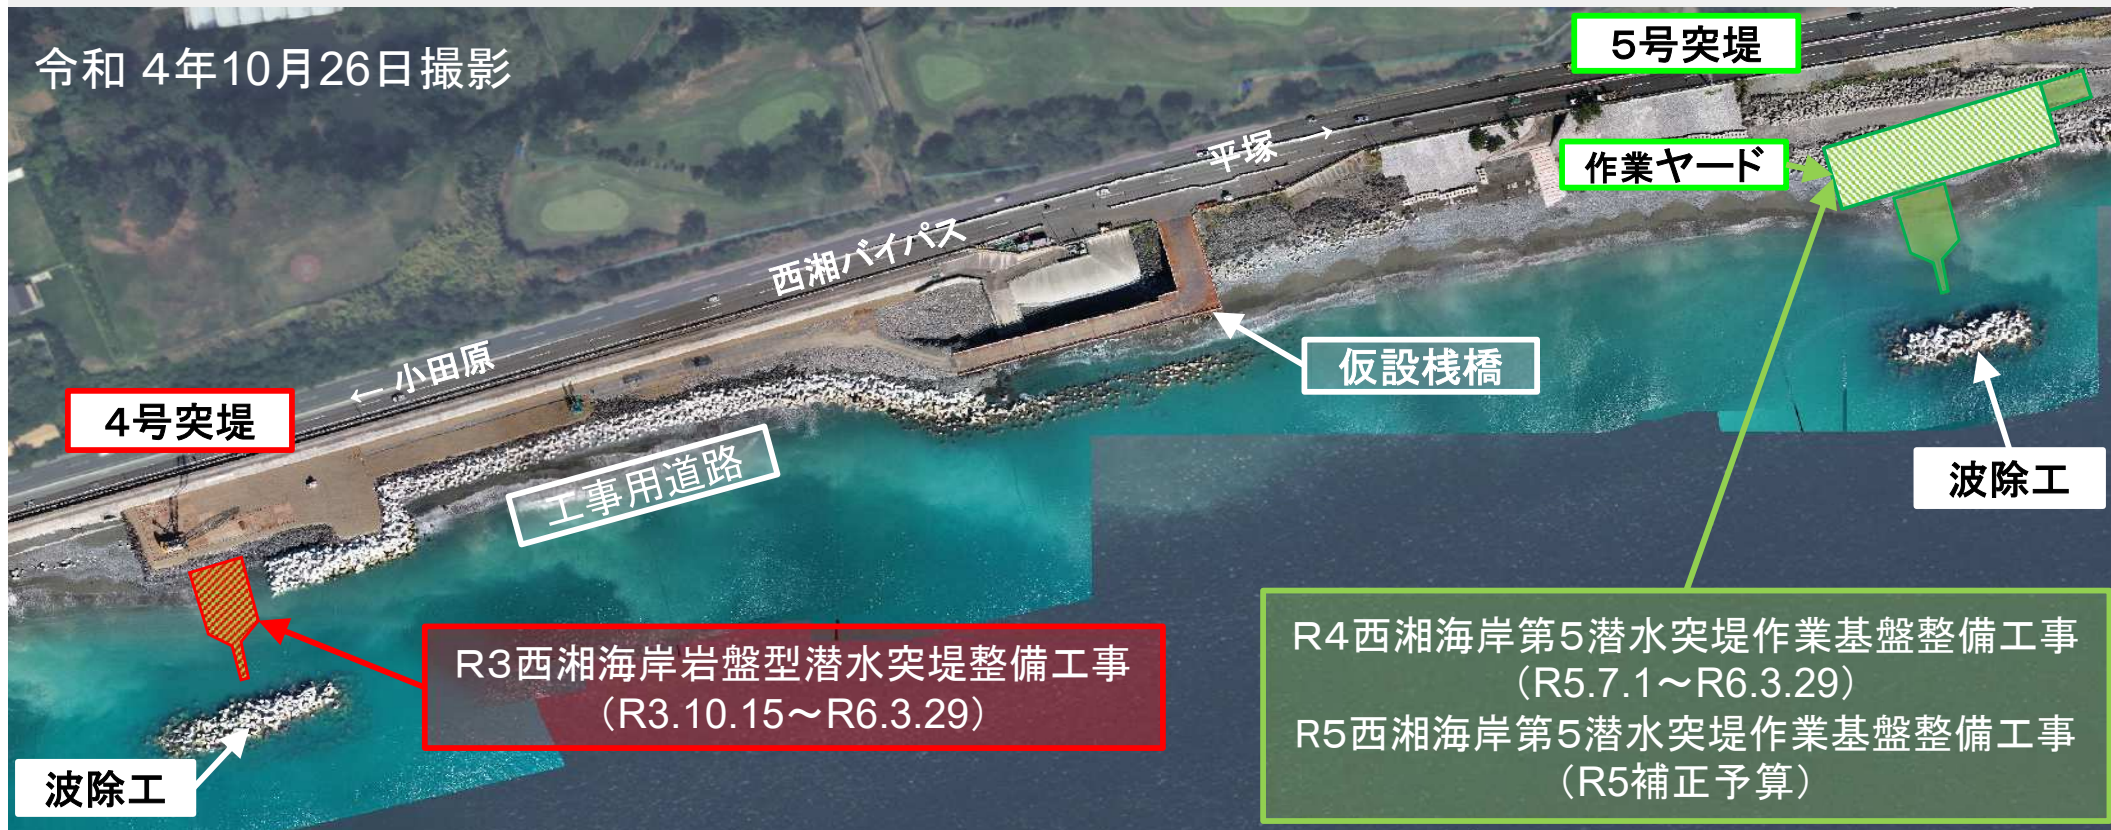 令和 4年10月26日撮影
5号突堤
平塚 →
作業ヤード
西湘バイパス
← 小田原
仮設桟橋
4号突堤
工事用道路
波除工
R3西湘海岸岩盤型潜水突堤整備工事
（R3.10.15～R6.3.29）
R4西湘海岸第5潜水突堤作業基盤整備工事
（R5.7.1～R6.3.29）
R5西湘海岸第5潜水突堤作業基盤整備工事
（R5補正予算）
波除工